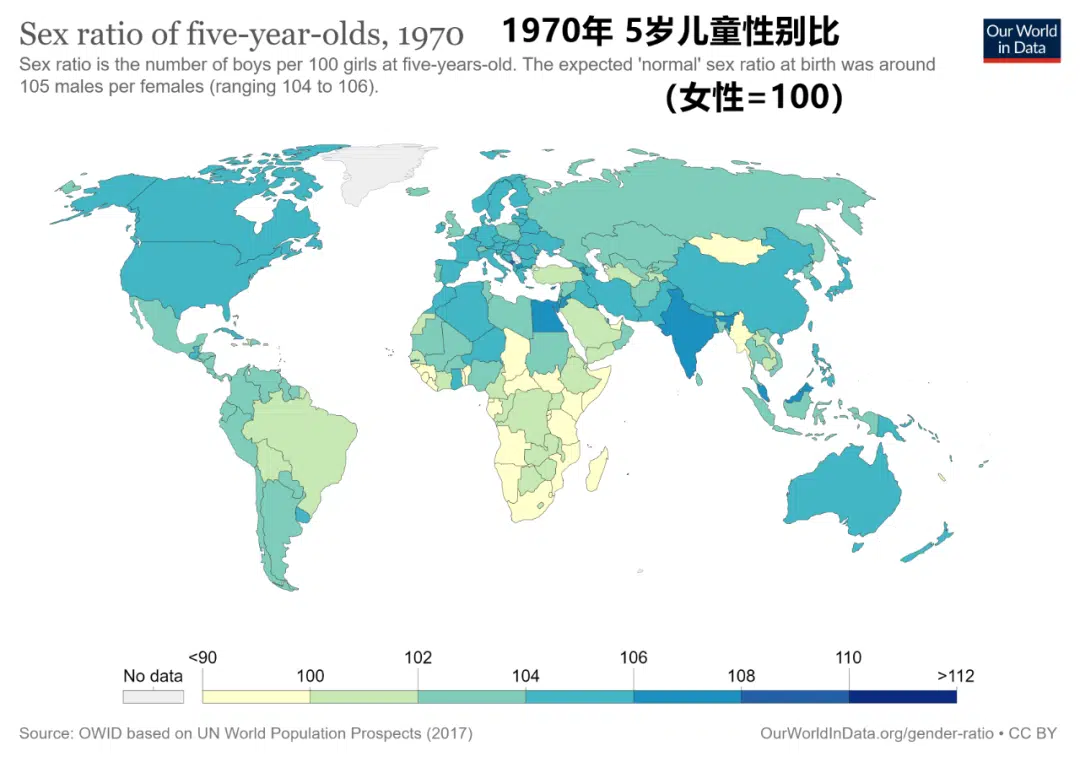 Sex ratio of five-year-olds, 1970
1970年 5岁儿童性别比
Our World
in Data
Sex ratio is the number of boys per 100 girls at five-years-old. The expected 'normal' sex ratio at birth was around
105 males per females (ranging 104 to 106).
(女性=100)
<90
102
106
110
No data
100
104
108
>112
Source: OWID based on UN World Population Prospects (2017)
OurWorldInData.org/gender-ratio • CC BY